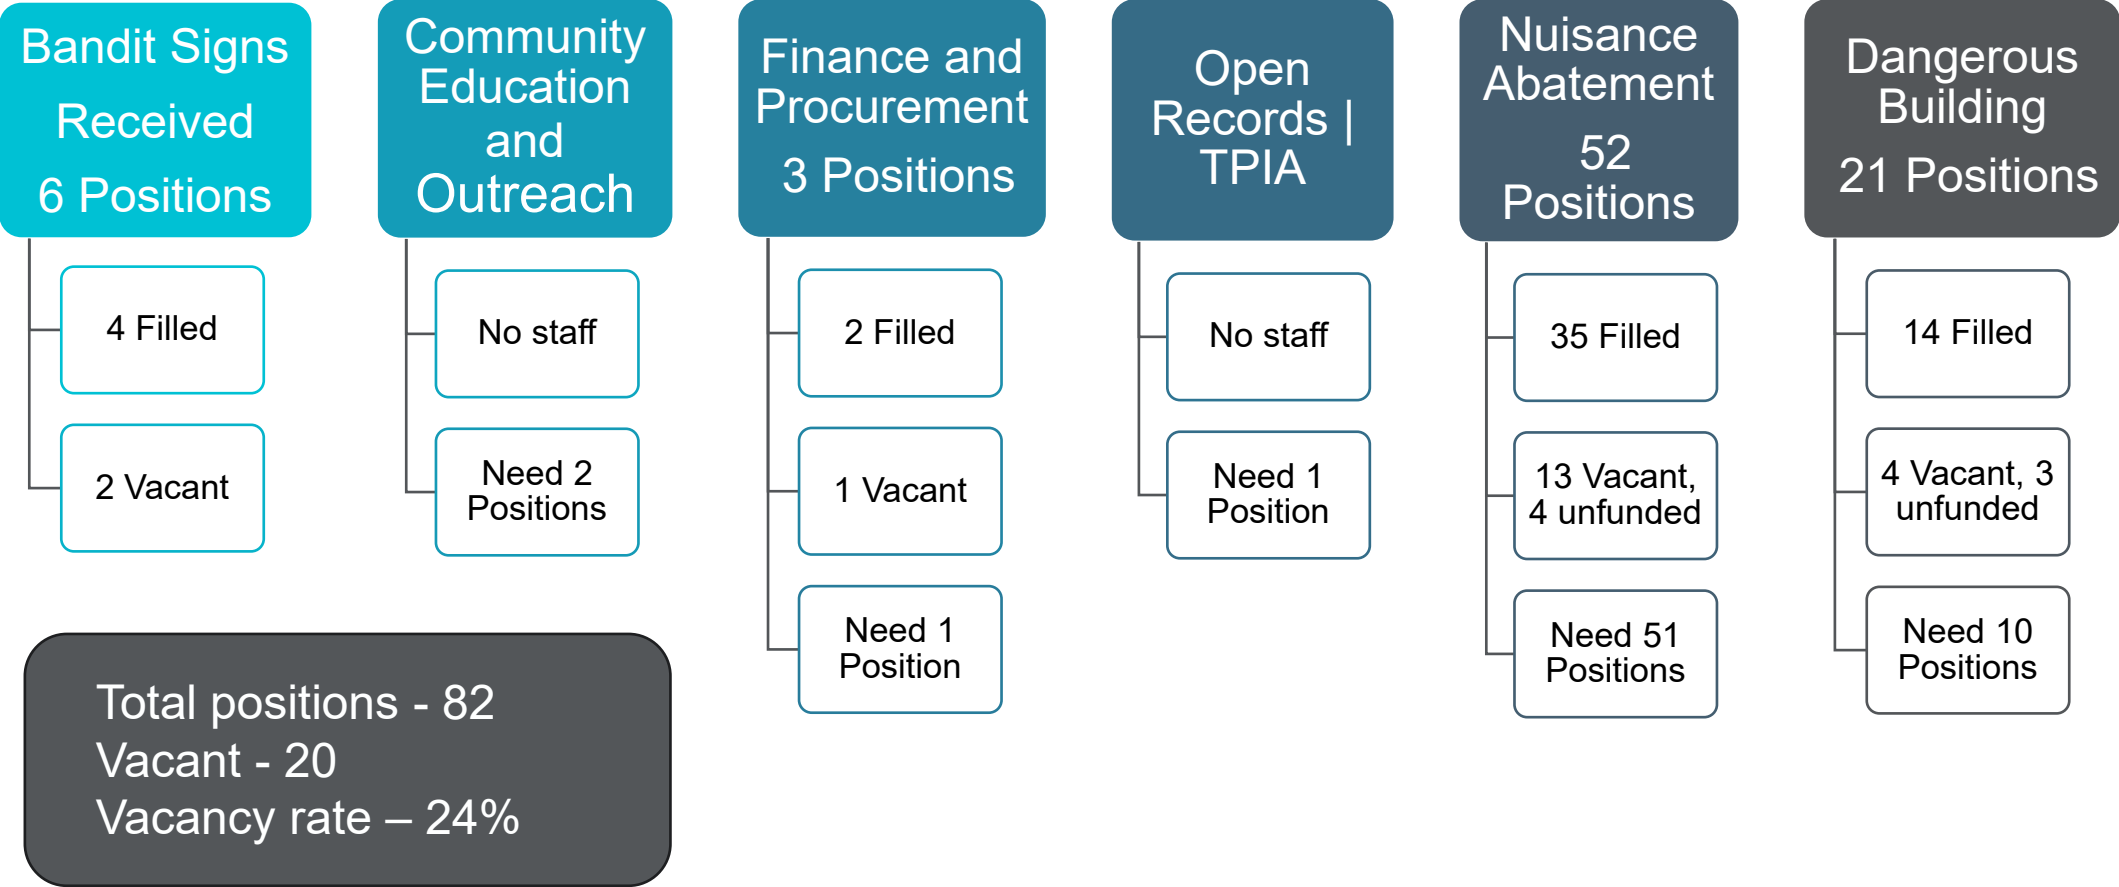 Bandit Signs
Received
6 Positions
4 Filled
2 Vacant
Community
Education
and
Outreach
No staff
Need 2
Positions
Finance and
Procurement
3 Positions
2 Filled
1 Vacant
Need 1
Position
Open
Records |
TPIA
No staff
Need 1
Position
Nuisance
Abatement
52
Positions
35 Filled
13 Vacant,
4 unfunded
Need 51
Positions
Dangerous
Building
21 Positions
14 Filled
4 Vacant, 3
unfunded
Need 10
Positions
Total positions - 82
Vacant - 20
Vacancy rate – 24%